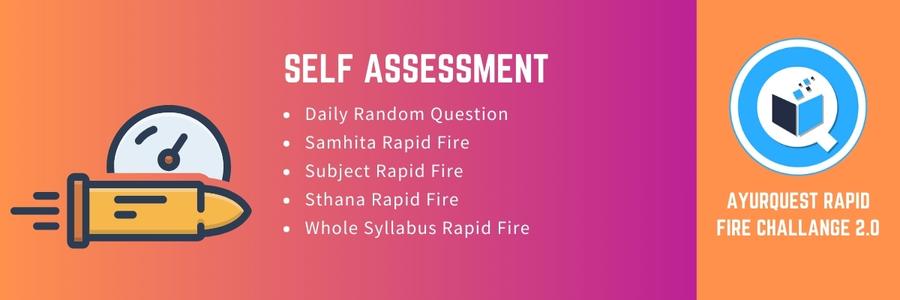 SELF ASSESSMENT
• Daily Random Question
• Samhita Rapid Fire
• Subject Rapid Fire
• Sthana Rapid Fire
• Whole Syllabus Rapid Fire
AYURQUEST RAPID
FIRE CHALLANGE 2.0